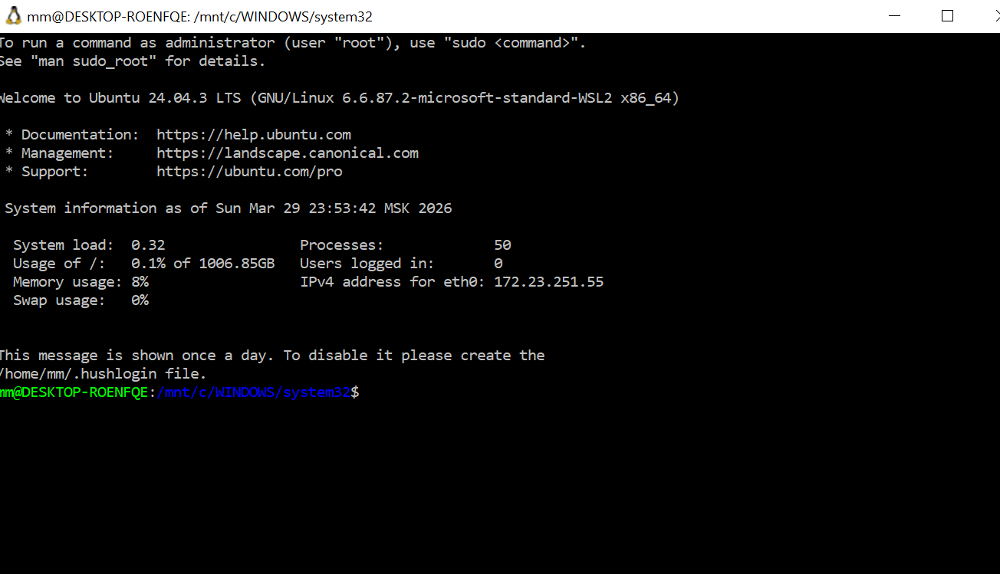 mm@DESKTOP-ROENFQE: /mnt/c/WINDOWS/system32
To run a command as administrator (user "root"), use "sudo <command>".
See "man sudo_root" for details.
Welcome to Ubuntu 24.04.3 LTS (GNU/Linux 6.6.87.2-microsoft-standard-WSL2 x86_64)
* Documentation:  https://help.ubuntu.com
* Management:     https://landscape.canonical.com
* Support:        https://ubuntu.com/pro
System information as of Sun Mar 29 23:53:42 MSK 2026
System load:  0.32                Processes:             50
Usage of /:   0.1% of 1006.85GB   Users logged in:       0
Memory usage: 8%                  IPv4 address for eth0: 172.23.251.55
Swap usage:   0%
This message is shown once a day. To disable it please create the
/home/mm/.hushlogin file.
mm@DESKTOP-ROENFQE:/mnt/c/WINDOWS/system32$